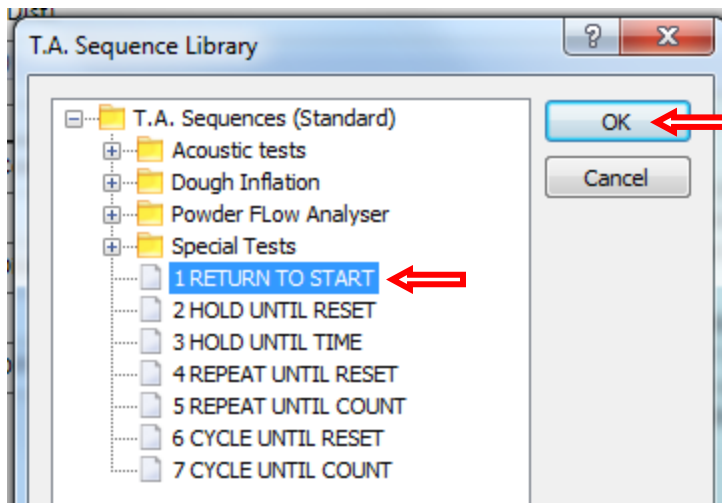 T.A. Sequence Library
?
T.A. Sequences (Standard)
OK
Acoustic tests
Dough Inflation
Cancel
Powder FLow Analyser
Special Tests
1 RETURN TO START
2 HOLD UNTIL RESET
3 HOLD UNTIL TIME
4 REPEAT UNTIL RESET
5 REPEAT UNTIL COUNT
6 CYCLE UNTIL RESET
7 CYCLE UNTIL COUNT